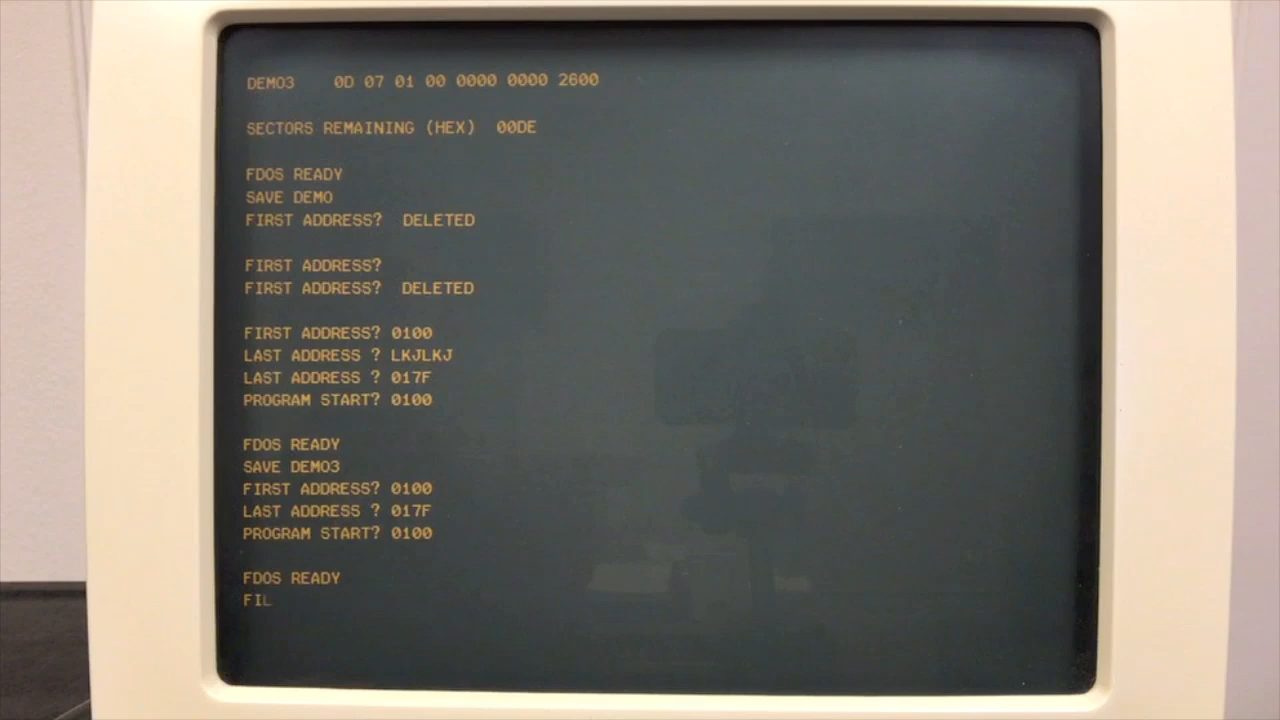 DEMO3    0D 07 01 00 0000 0000 2600
SECTORS REMAINING (HEX)  00DE
FDOS READY
SAVE DEMO
FIRST ADDRESS?  DELETED
FIRST ADDRESS?
FIRST ADDRESS?  DELETED
FIRST ADDRESS? 0100
LAST ADDRESS ? LKJLKJ
LAST ADDRESS ? 017F
PROGRAM START? 0100
FDOS READY
SAVE DEMO3
FIRST ADDRESS? 0100
LAST ADDRESS ? 017F
PROGRAM START? 0100
FDOS READY
FIL